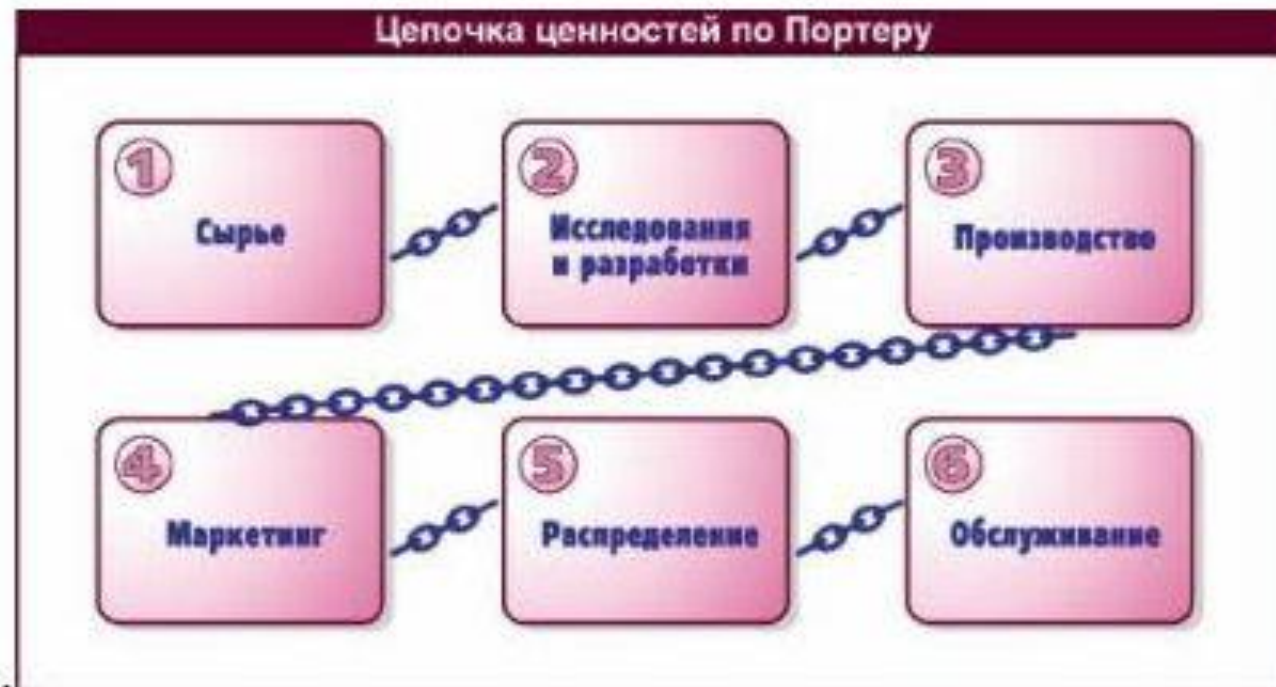 Цепочка ценностей по Портеру
1
Сырье
2
Исследования
и разработки
3
Производство
4
Маркетинг
5
Распределение
6
Обслуживание